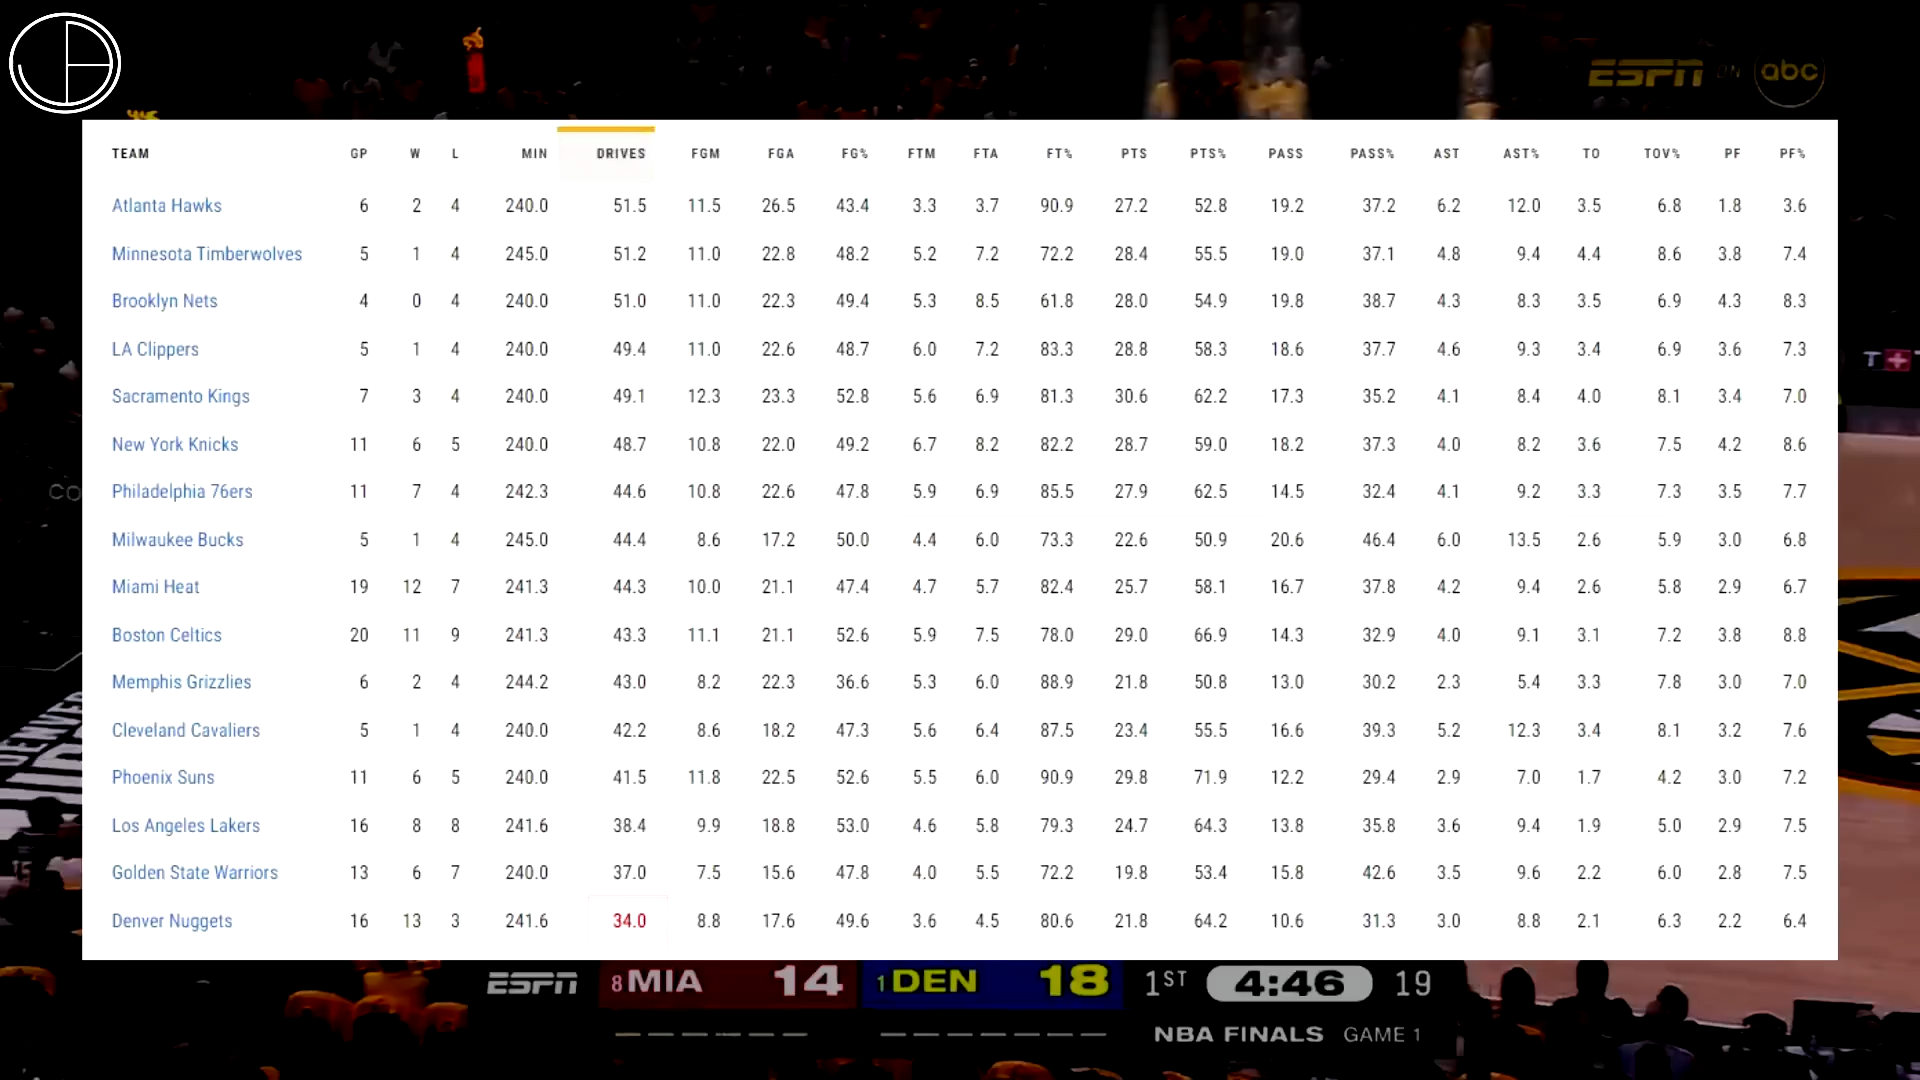 ESPN ON abc
TEAM GP W L MIN DRIVES FGM FGA FG% FTM FTA FT% PTS PTS% PASS PASS% AST AST% TO TOV% PF PF%
Atlanta Hawks 6 2 4 240.0 51.5 11.5 26.5 43.4 3.3 3.7 90.9 27.2 52.8 19.2 37.2 6.2 12.0 3.5 6.8 1.8 3.6
Minnesota Timberwolves 5 1 4 245.0 51.2 11.0 22.8 48.2 5.2 7.2 72.2 28.4 55.5 19.0 37.1 4.8 9.4 4.4 8.6 3.8 7.4
Brooklyn Nets 4 0 4 240.0 51.0 11.0 22.3 49.4 5.3 8.5 61.8 28.0 54.9 19.8 38.7 4.3 8.3 3.5 6.9 4.3 8.3
LA Clippers 5 1 4 240.0 49.4 11.0 22.6 48.7 6.0 7.2 83.3 28.8 58.3 18.6 37.7 4.6 9.3 3.4 6.9 3.6 7.3
Sacramento Kings 7 3 4 240.0 49.1 12.3 23.3 52.8 5.6 6.9 81.3 30.6 62.2 17.3 35.2 4.1 8.4 4.0 8.1 3.4 7.0
New York Knicks 11 6 5 240.0 48.7 10.8 22.0 49.2 6.7 8.2 82.2 28.7 59.0 18.2 37.3 4.0 8.2 3.6 7.5 4.2 8.6
Philadelphia 76ers 11 7 4 242.3 44.6 10.8 22.6 47.8 5.9 6.9 85.5 27.9 62.5 14.5 32.4 4.1 9.2 3.3 7.3 3.5 7.7
Milwaukee Bucks 5 1 4 245.0 44.4 8.6 17.2 50.0 4.4 6.0 73.3 22.6 50.9 20.6 46.4 6.0 13.5 2.6 5.9 3.0 6.8
Miami Heat 19 12 7 241.3 44.3 10.0 21.1 47.4 4.7 5.7 82.4 25.7 58.1 16.7 37.8 4.2 9.4 2.6 5.8 2.9 6.7
Boston Celtics 20 11 9 241.3 43.3 11.1 21.1 52.6 5.9 7.5 78.0 29.0 66.9 14.3 32.9 4.0 9.1 3.1 7.2 3.8 8.8
Memphis Grizzlies 6 2 4 244.2 43.0 8.2 22.3 36.6 5.3 6.0 88.9 21.8 50.8 13.0 30.2 2.3 5.4 3.3 7.8 3.0 7.0
Cleveland Cavaliers 5 1 4 240.0 42.2 8.6 18.2 47.3 5.6 6.4 87.5 23.4 55.5 16.6 39.3 5.2 12.3 3.4 8.1 3.2 7.6
Phoenix Suns 11 6 5 240.0 41.5 11.8 22.5 52.6 5.5 6.0 90.9 29.8 71.9 12.2 29.4 2.9 7.0 1.7 4.2 3.0 7.2
Los Angeles Lakers 16 8 8 241.6 38.4 9.9 18.8 53.0 4.6 5.8 79.3 24.7 64.3 13.8 35.8 3.6 9.4 1.9 5.0 2.9 7.5
Golden State Warriors 13 6 7 240.0 37.0 7.5 15.6 47.8 4.0 5.5 72.2 19.8 53.4 15.8 42.6 3.5 9.6 2.2 6.0 2.8 7.5
Denver Nuggets 16 13 3 241.6 34.0 8.8 17.6 49.6 3.6 4.5 80.6 21.8 64.2 10.6 31.3 3.0 8.8 2.1 6.3 2.2 6.4
ESPN 8 MIA 14 1 DEN 18 1ST 4:46 19
NBA FINALS GAME 1